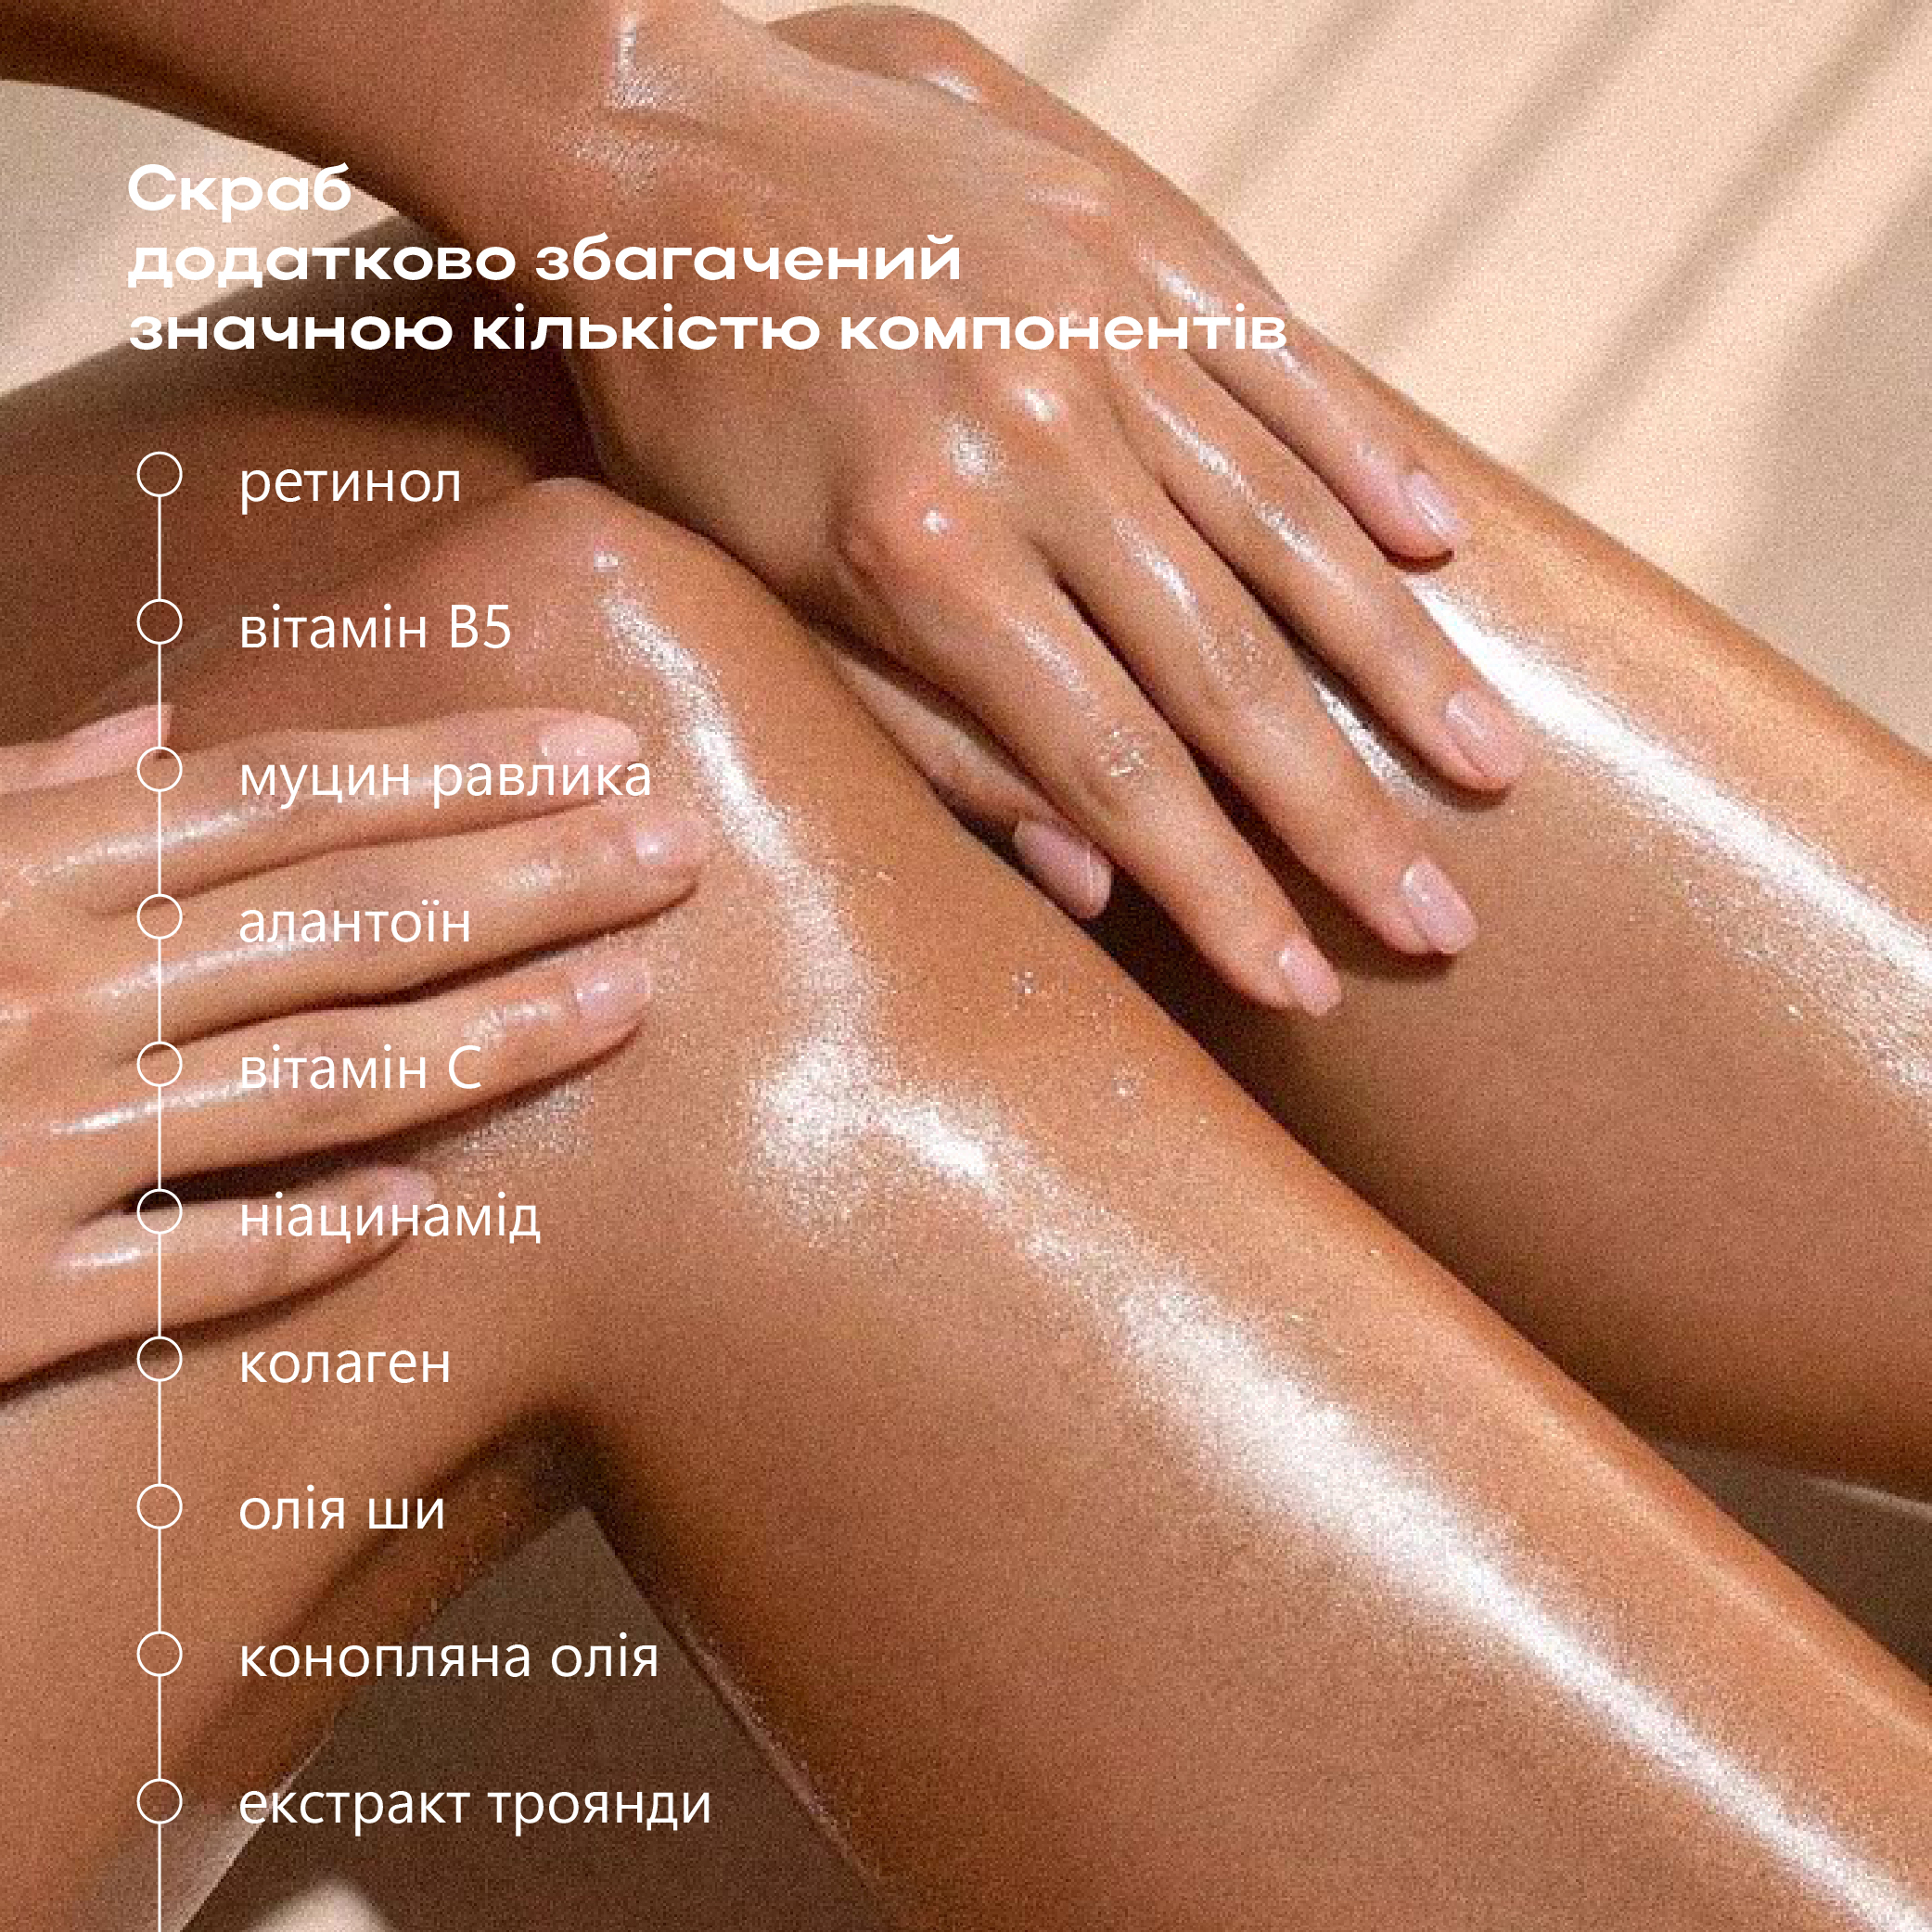 Скраб
додатково збагачений
значною кількістю компонентів
ретинол
вітамін В5
муцин равлика
алантоїн
вітамін С
ніацинамід
колаген
олія ши
конопляна олія
екстракт троянди